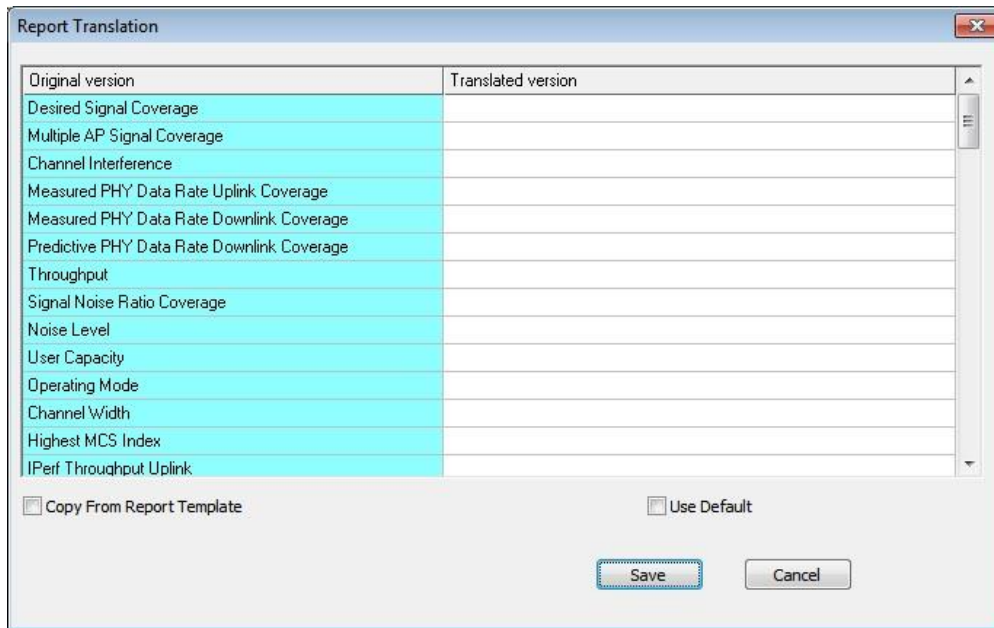 Report Translation
Original version Translated version
Desired Signal Coverage
Multiple AP Signal Coverage
Channel Interference
Measured PHY Data Rate Uplink Coverage
Measured PHY Data Rate Downlink Coverage
Predictive PHY Data Rate Downlink Coverage
Throughput
Signal Noise Ratio Coverage
Noise Level
User Capacity
Operating Mode
Channel Width
Highest MCS Index
IPerf Throughput Uplink
Copy From Report Template Use Default
Save Cancel